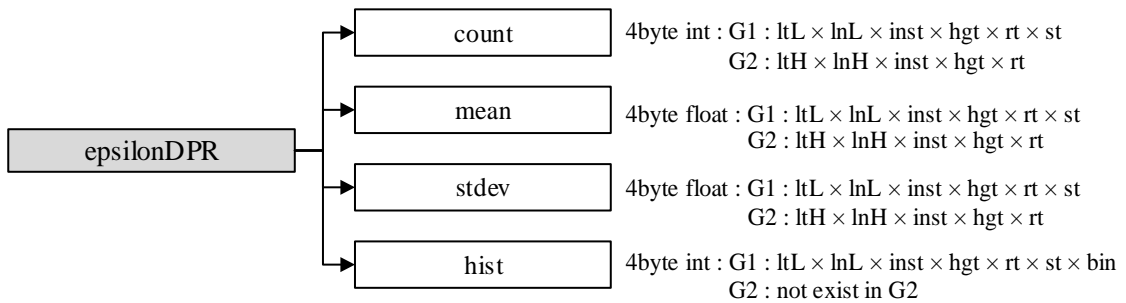 count
4byte int : G1 : ltL × lnL × inst × hgt × rt × st
G2 : ltH × lnH × inst × hgt × rt
mean
4byte float : G1 : ltL × lnL × inst × hgt × rt × st
G2 : ltH × lnH × inst × hgt × rt
epsilonDPR
stdev
4byte float : G1 : ltL × lnL × inst × hgt × rt × st
G2 : ltH × lnH × inst × hgt × rt
hist
4byte int : G1 : ltL × lnL × inst × hgt × rt × st × bin
G2 : not exist in G2